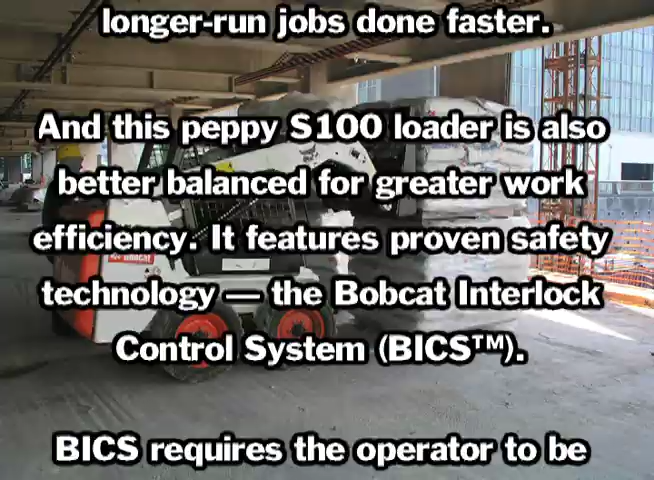 longer-run jobs done faster.
And this peppy S100 loader is also
better balanced for greater work
efficiency. It features proven safety
technology — the Bobcat Interlock
Control System (BICS™).
BICS requires the operator to be
Bobcat